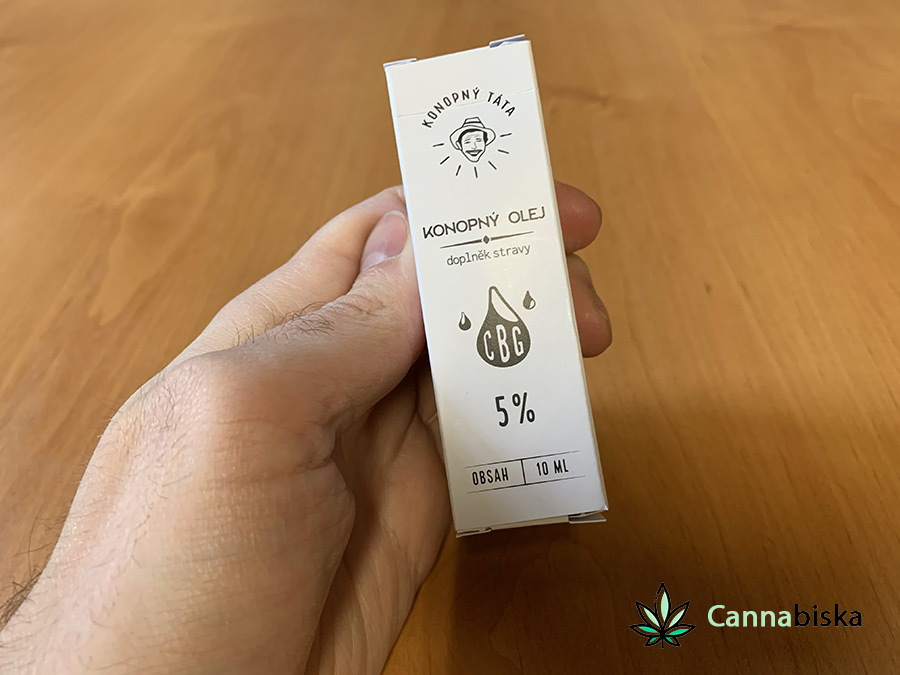 KONOPNÝ TÁTA
KONOPNÝ OLEJ
doplněk stravy
CBG
5%
OBSAH 10 ML
Cannabiska